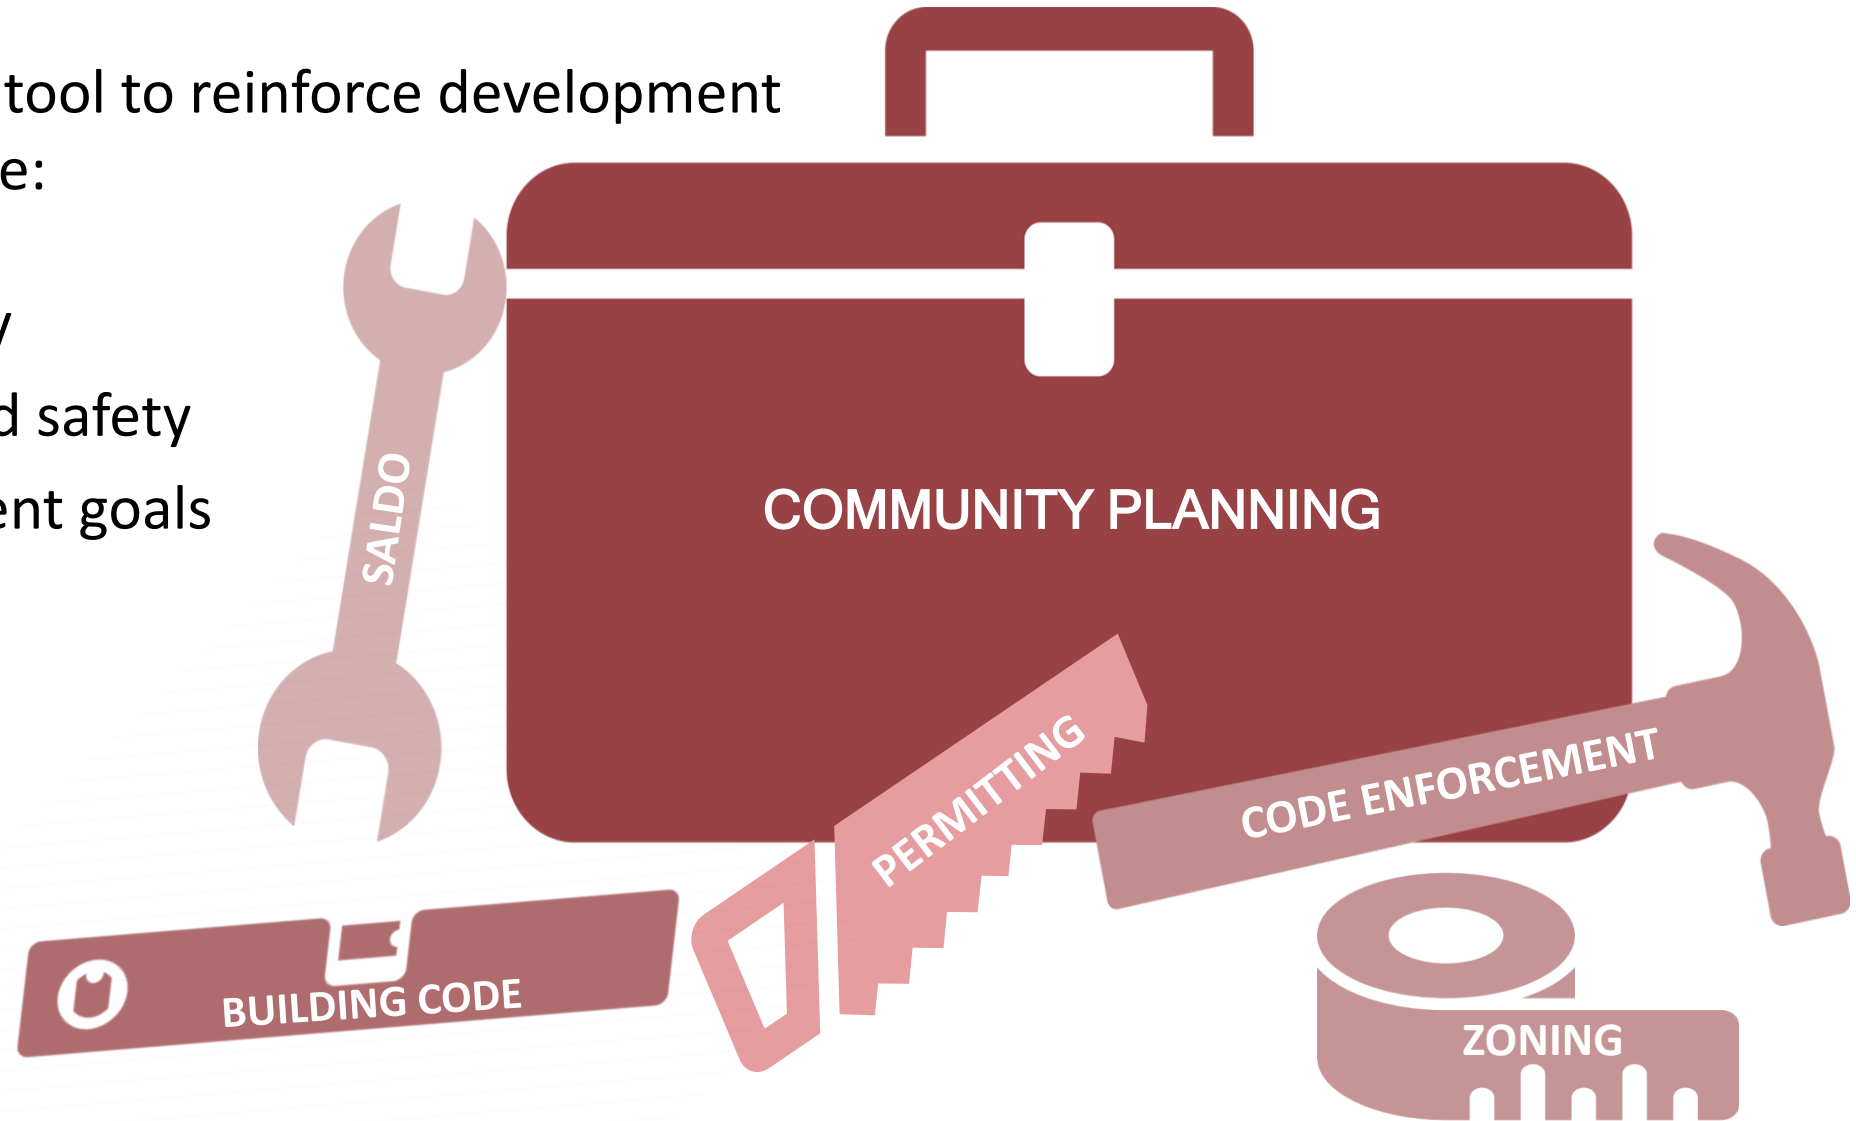 tool to reinforce development
e:
y
d safety
ent goals
SALDO
COMMUNITY PLANNING
PERMITTING
CODE ENFORCEMENT
BUILDING CODE
ZONING